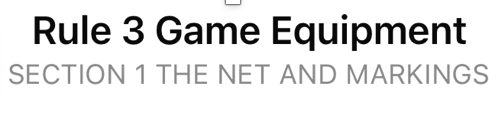 Rule 3 Game Equipment
SECTION 1 THE NET AND MARKINGS